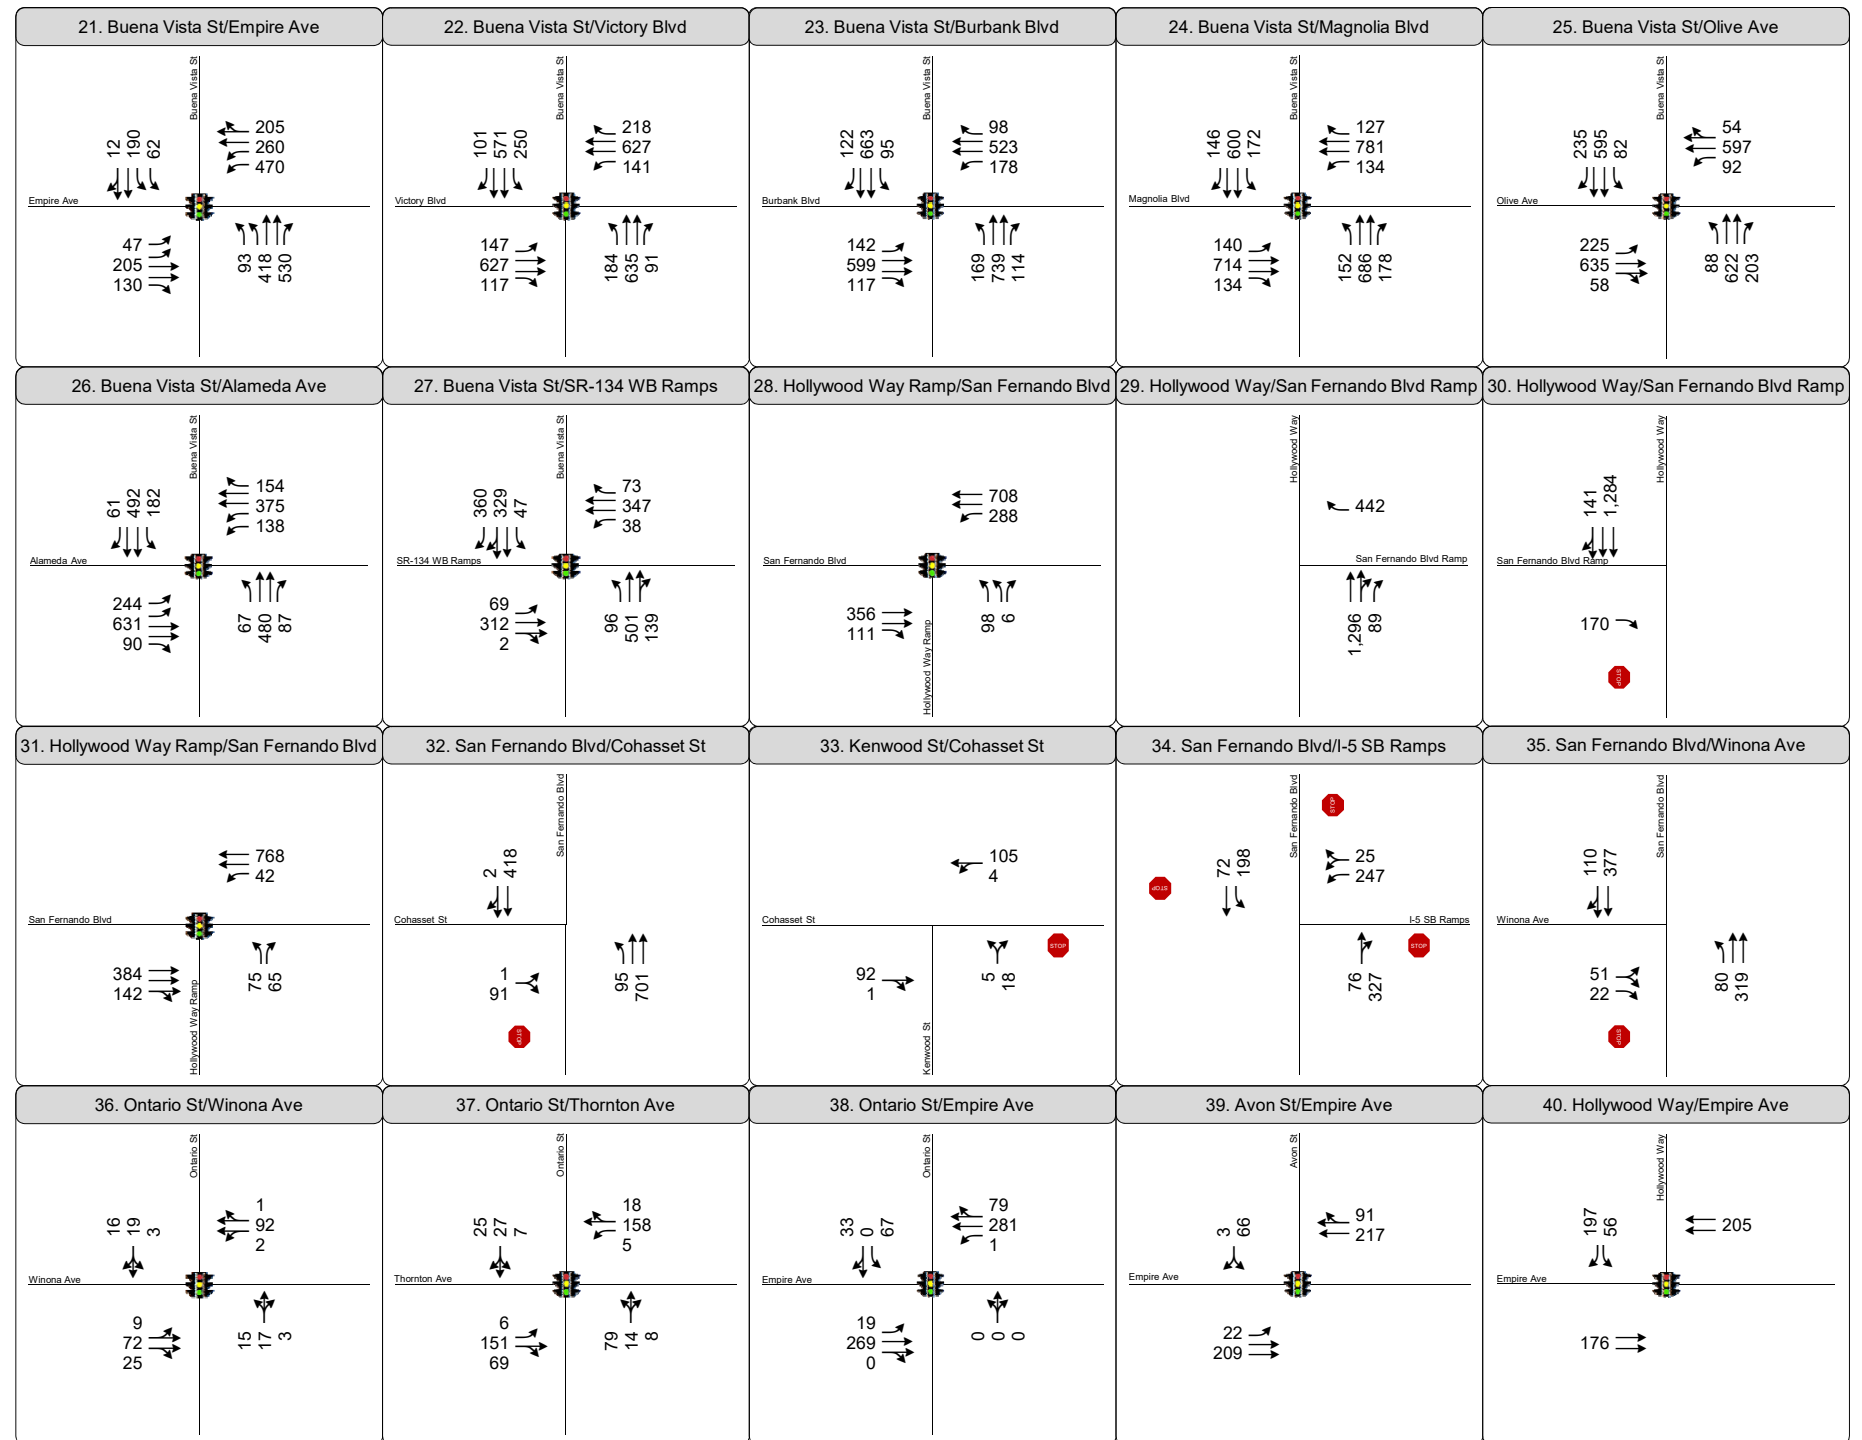 21. Buena Vista St/Empire Ave
Buena Vista St
Empire Ave
12
190
62
205
260
470
47
205
130
93
418
530
22. Buena Vista St/Victory Blvd
Buena Vista St
Victory Blvd
101
571
250
218
627
141
147
627
117
184
635
91
23. Buena Vista St/Burbank Blvd
Buena Vista St
Burbank Blvd
122
663
95
98
523
178
142
599
117
169
739
114
24. Buena Vista St/Magnolia Blvd
Buena Vista St
Magnolia Blvd
146
600
172
127
781
134
140
714
134
152
686
178
25. Buena Vista St/Olive Ave
Buena Vista St
Olive Ave
235
595
82
54
597
92
225
635
58
88
622
203
26. Buena Vista St/Alameda Ave
Buena Vista St
Alameda Ave
61
492
182
154
375
138
244
631
90
67
480
87
27. Buena Vista St/SR-134 WB Ramps
Buena Vista St
SR-134 WB Ramps
360
329
47
73
347
38
69
312
2
96
501
139
28. Hollywood Way Ramp/San Fernando Blvd
San Fernando Blvd
Hollywood Way Ramp
708
288
356
111
98
6
29. Hollywood Way/San Fernando Blvd Ramp
Hollywood Way
San Fernando Blvd Ramp
442
1,296
89
30. Hollywood Way/San Fernando Blvd Ramp
Hollywood Way
San Fernando Blvd Ramp
141
1,284
170
STOP
31. Hollywood Way Ramp/San Fernando Blvd
San Fernando Blvd
Hollywood Way Ramp
768
42
384
142
75
65
32. San Fernando Blvd/Cohasset St
San Fernando Blvd
Cohasset St
2
418
1
91
95
701
STOP
33. Kenwood St/Cohasset St
Cohasset St
Kenwood St
105
4
92
1
5
18
STOP
34. San Fernando Blvd/I-5 SB Ramps
San Fernando Blvd
I-5 SB Ramps
STOP
STOP
72
198
25
247
76
327
STOP
35. San Fernando Blvd/Winona Ave
San Fernando Blvd
Winona Ave
110
377
51
22
80
319
STOP
36. Ontario St/Winona Ave
Ontario St
Winona Ave
16
19
3
1
92
2
9
72
25
15
17
3
37. Ontario St/Thornton Ave
Ontario St
Thornton Ave
25
27
7
18
158
5
6
151
69
79
14
8
38. Ontario St/Empire Ave
Ontario St
Empire Ave
33
0
67
79
281
1
19
269
0
0
0
0
39. Avon St/Empire Ave
Avon St
Empire Ave
3
66
91
217
22
209
40. Hollywood Way/Empire Ave
Hollywood Way
Empire Ave
197
56
205
176